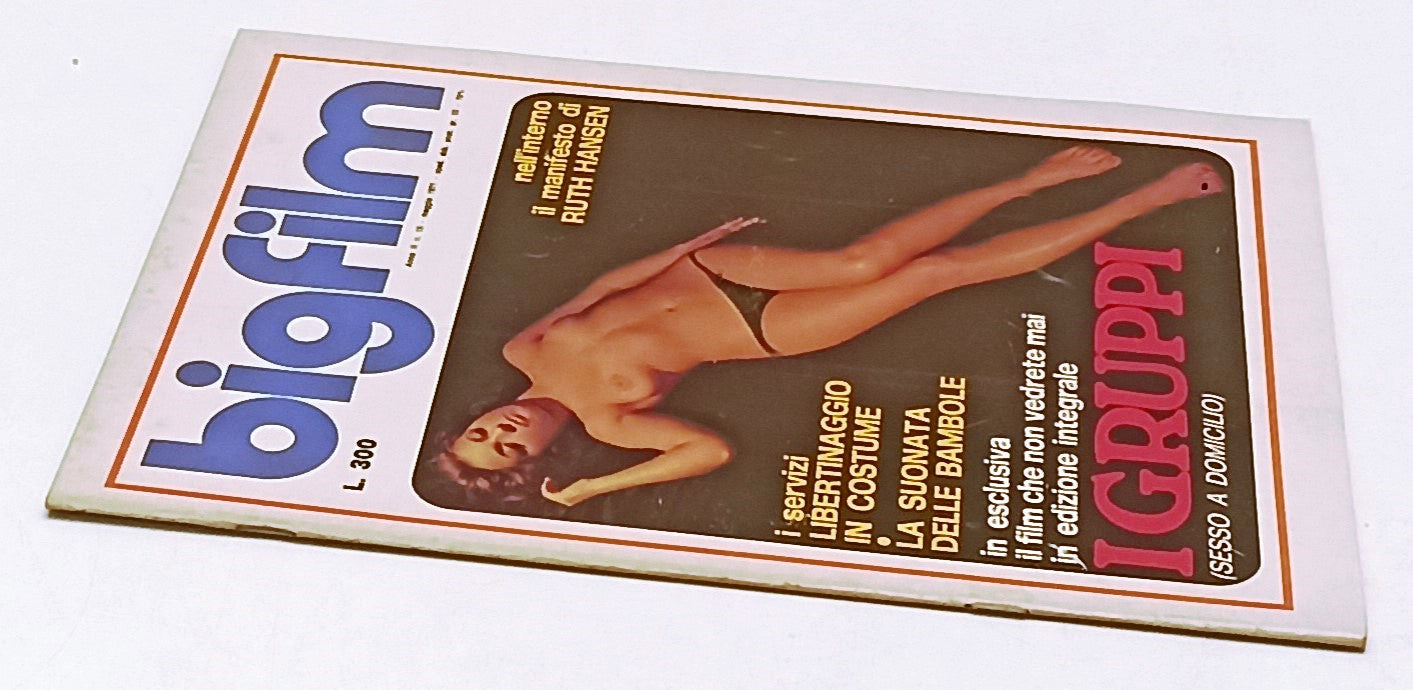 bigfilm
L. 300
nell'interno
il manifesto di
RUTH HANSEN
i servizi
LIBERTINAGGIO
IN COSTUME
•
LA SUONATA
DELLE BAMBOLE
in esclusiva
il film che non vedrete mai
in edizione integrale
I GRUPPI
(SESSO A DOMICILIO)